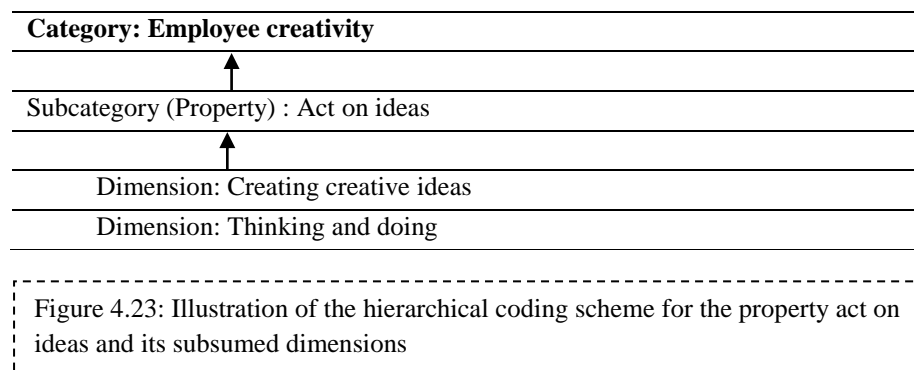 Category: Employee creativity
Subcategory (Property) : Act on ideas
Dimension: Creating creative ideas
Dimension: Thinking and doing
Figure 4.23: Illustration of the hierarchical coding scheme for the property act on
ideas and its subsumed dimensions